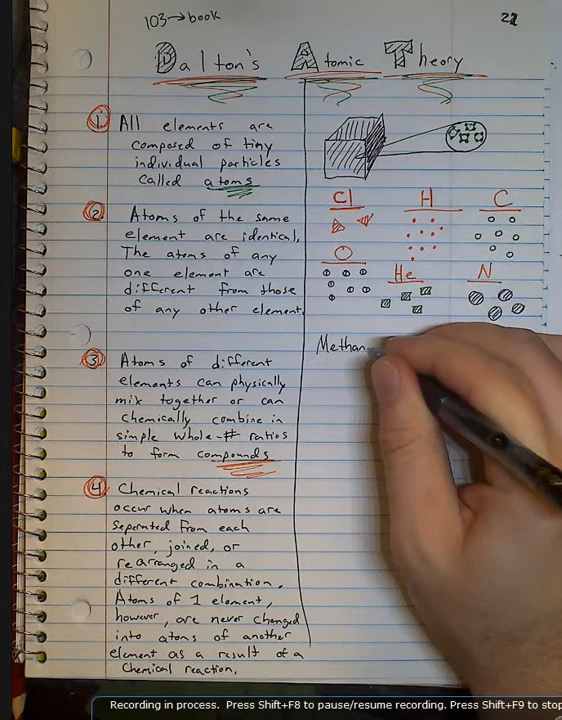 103→book
22
Dalton's Atomic Theory
1 All elements are
composed of tiny
individual particles
called atoms
2 Atoms of the same
element are identical.
The atoms of any
one element are
different from those
of any other element.
3 Atoms of different
elements can physically
mix together or can
chemically combine in
simple whole-# ratios
to form compounds
4 Chemical reactions
occur when atoms are
separated from each
other, joined, or
rearranged in a
different combination.
Atoms of 1 element,
however, are never changed
into atoms of another
element as a result of a
Chemical reaction.
Cl H C
O He N
Methan
Recording in process. Press Shift+F8 to pause/resume recording. Press Shift+F9 to stop